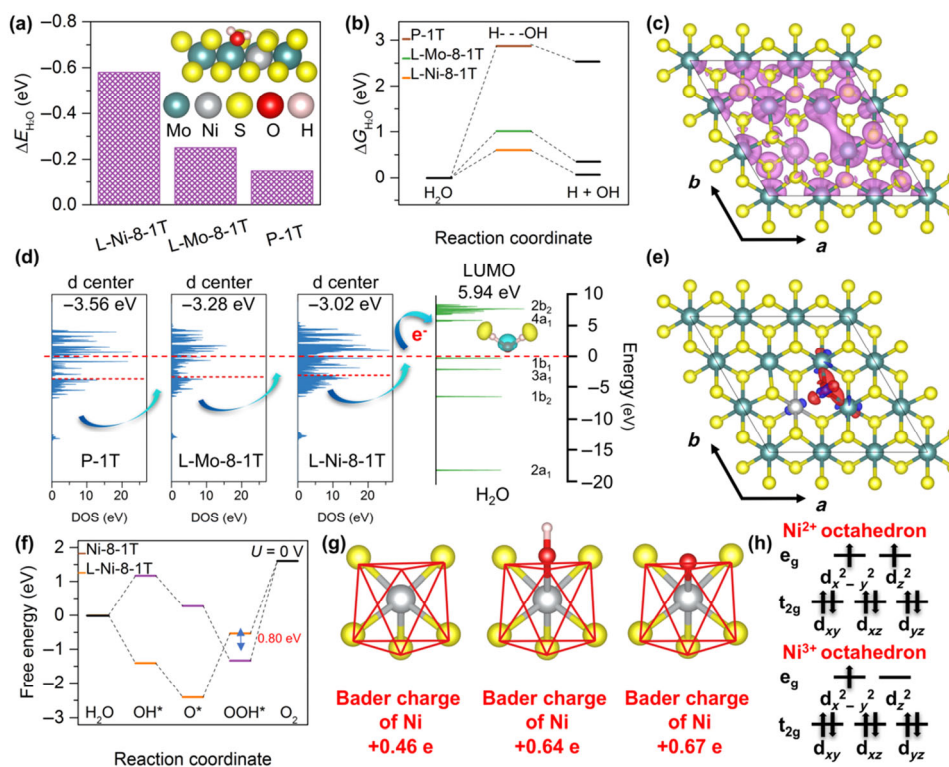 (a)
ΔE_H₂O (eV)
−0.8
−0.6
−0.4
−0.2
0.0
Mo Ni S O H
L-Ni-8-1T
L-Mo-8-1T
P-1T
(b)
ΔG_H₂O (eV)
3
2
1
0
P-1T
L-Mo-8-1T
L-Ni-8-1T
H- - -OH
H₂O
H + OH
Reaction coordinate
(c)
b
a
(d)
d center
−3.56 eV
P-1T
0 10 20
DOS (eV)
d center
−3.28 eV
L-Mo-8-1T
0 10 20
DOS (eV)
d center
−3.02 eV
L-Ni-8-1T
0 10 20
DOS (eV)
e-
LUMO
5.94 eV
2b₂
4a₁
1b₁
3a₁
1b₂
2a₁
H₂O
10
5
0
−5
−10
−15
−20
Energy (eV)
(e)
b
a
(f)
Free energy (eV)
2
1
0
−1
−2
−3
Ni-8-1T
L-Ni-8-1T
U = 0 V
0.80 eV
H₂O OH* O* OOH* O₂
Reaction coordinate
(g)
Bader charge
of Ni
+0.46 e
Bader charge
of Ni
+0.64 e
Bader charge
of Ni
+0.67 e
(h)
Ni²⁺ octahedron
e_g
d_x² − y² d_z²
t_2g
d_xy d_xz d_yz
Ni³⁺ octahedron
e_g
d_x² − y² d_z²
t_2g
d_xy d_xz d_yz